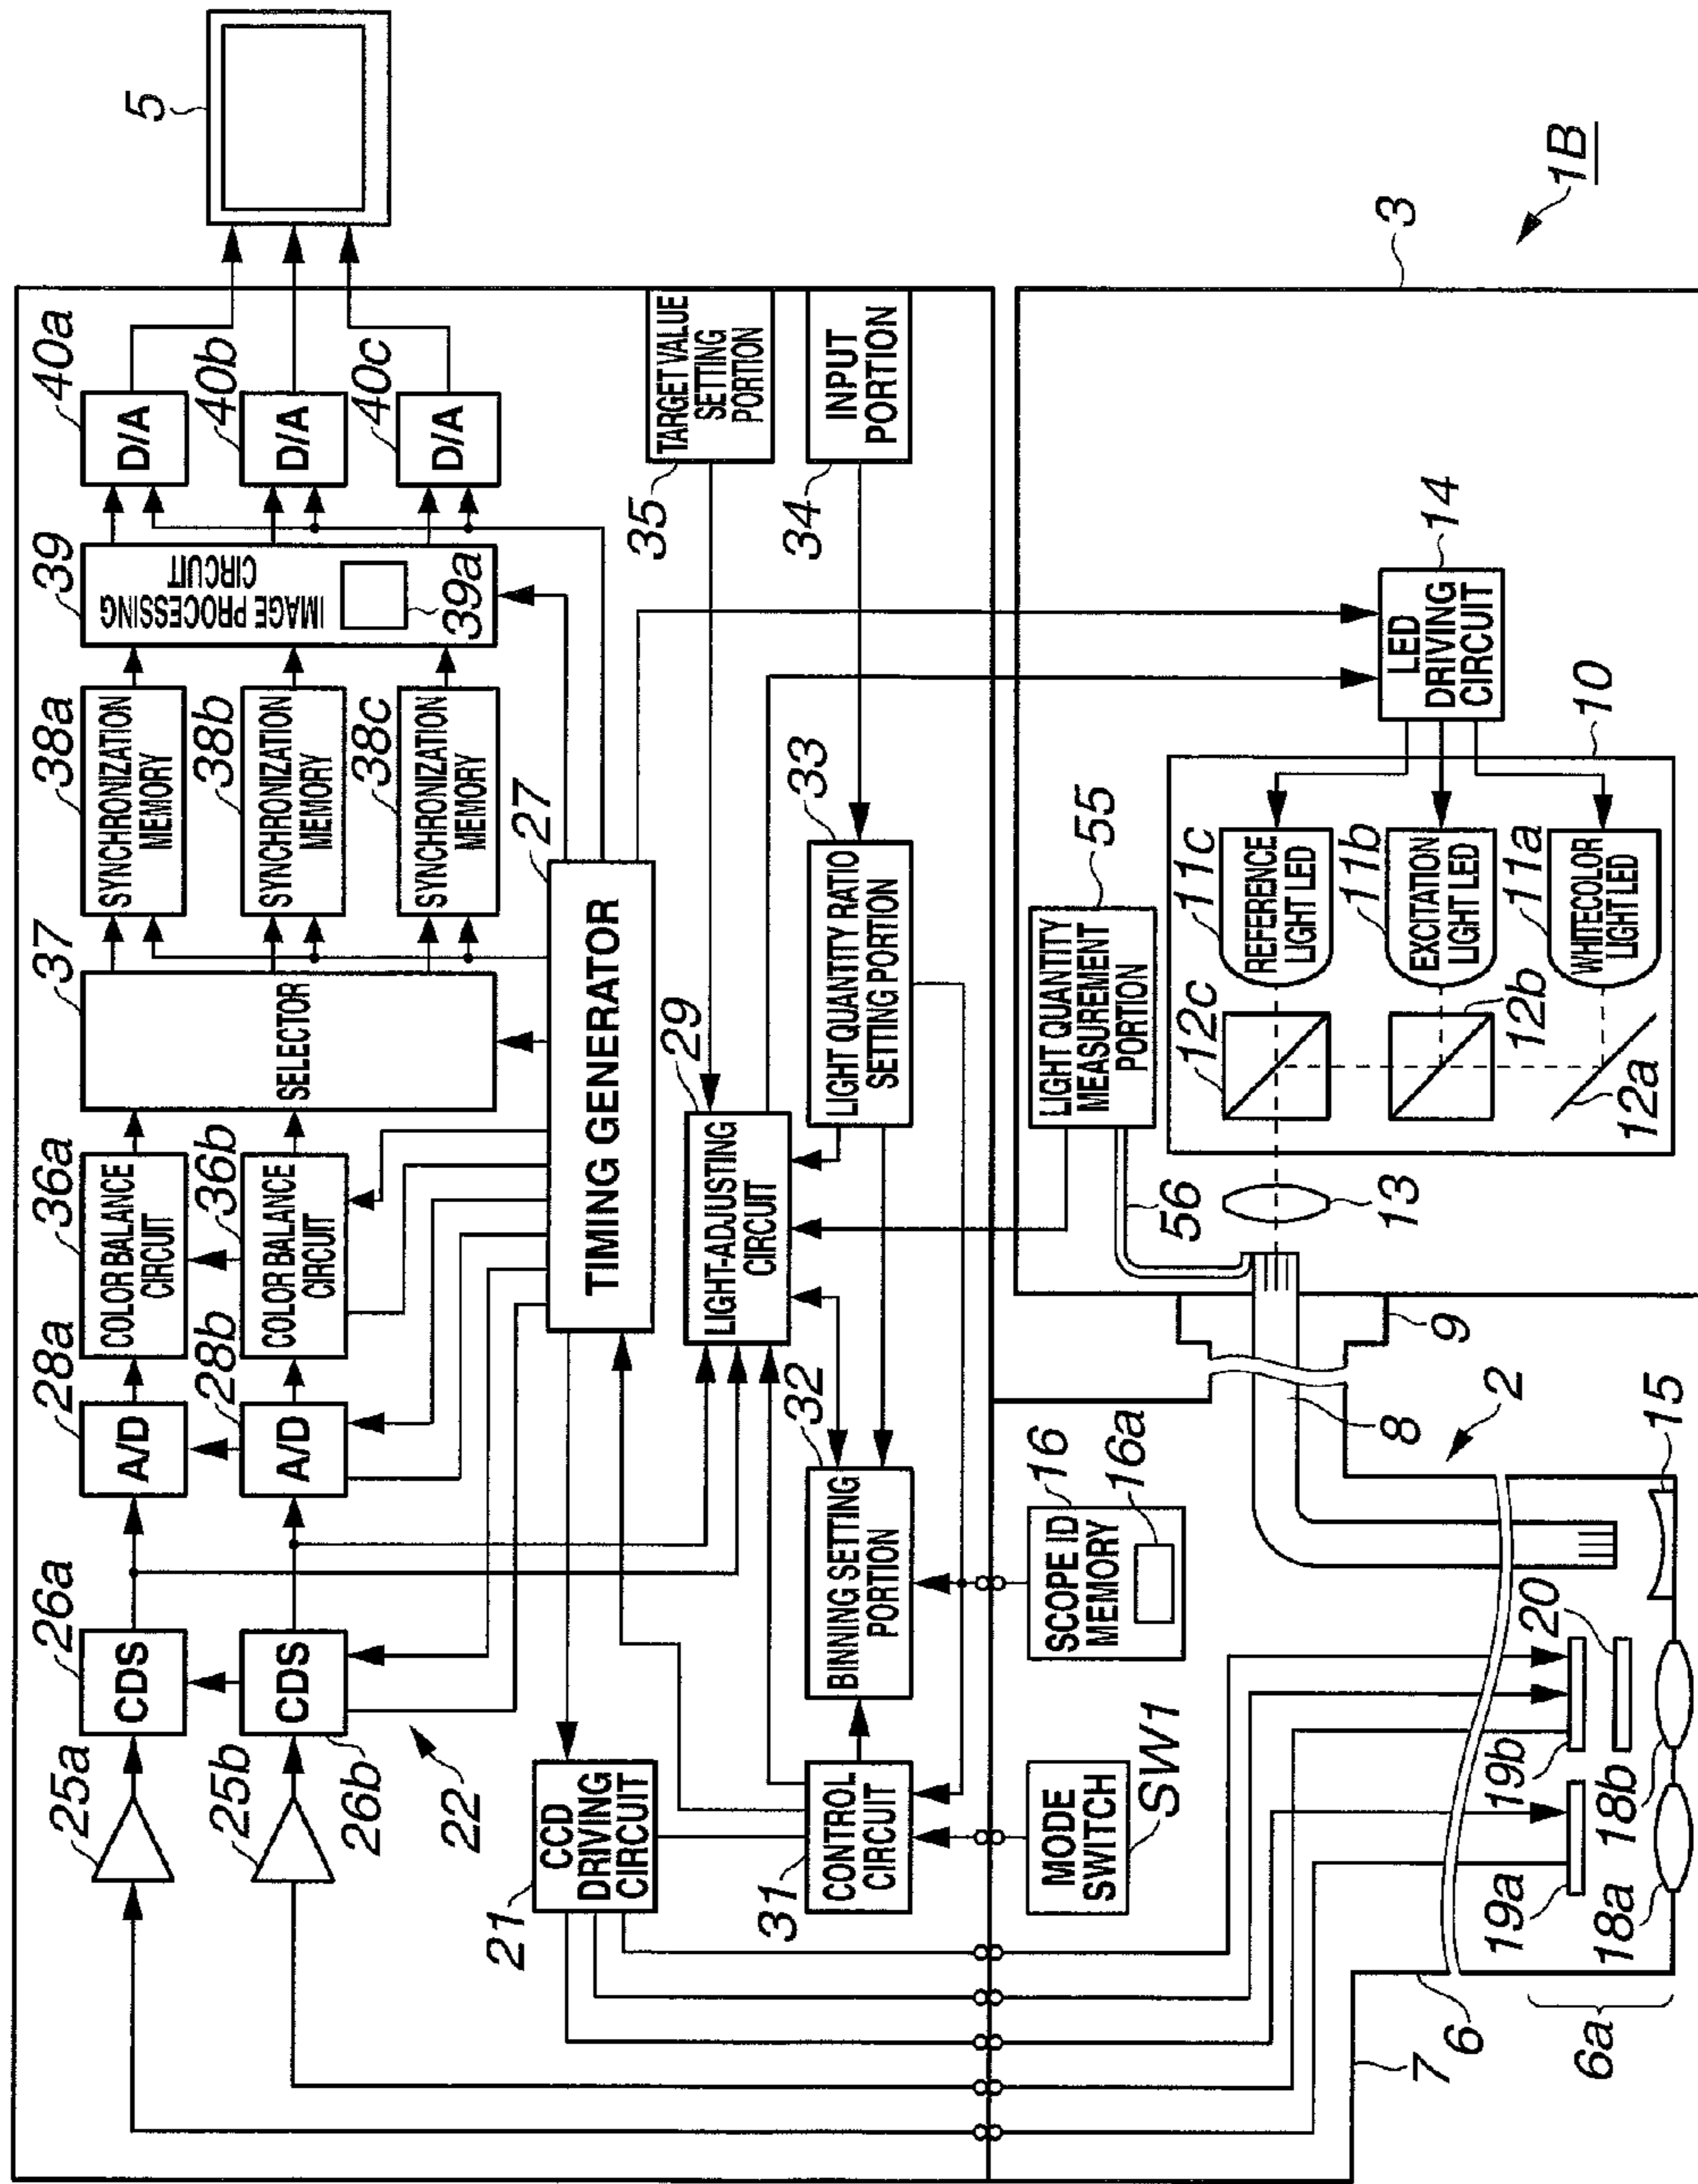 5
25a
26a
CDS
28a
A/D
36a
COLOR BALANCE
CIRCUIT
37
SELECTOR
38a
SYNCHRONIZATION
MEMORY
39
IMAGE PROCESSING
CIRCUIT
39a
40a
D/A
25b
26b
CDS
28b
A/D
36b
COLOR BALANCE
CIRCUIT
38b
SYNCHRONIZATION
MEMORY
40b
D/A
38c
SYNCHRONIZATION
MEMORY
40c
D/A
22
27
TIMING GENERATOR
21
CCD
DRIVING
CIRCUIT
29
LIGHT-ADJUSTING
CIRCUIT
35
TARGET VALUE
SETTING
PORTION
31
CONTROL
CIRCUIT
32
BINNING SETTING
PORTION
33
LIGHT QUANTITY RATIO
SETTING PORTION
34
INPUT
PORTION
MODE
SWITCH
SW1
16
SCOPE ID
MEMORY
16a
3
1B
55
LIGHT QUANTITY
MEASUREMENT
PORTION
56
14
LED
DRIVING
CIRCUIT
10
11c
REFERENCE
LIGHT LED
11b
EXCITATION
LIGHT LED
11a
WHITECOLOR
LIGHT LED
12c
12b
12a
13
9
8
2
15
7
6
6a
19a
18a
19b
18b
20